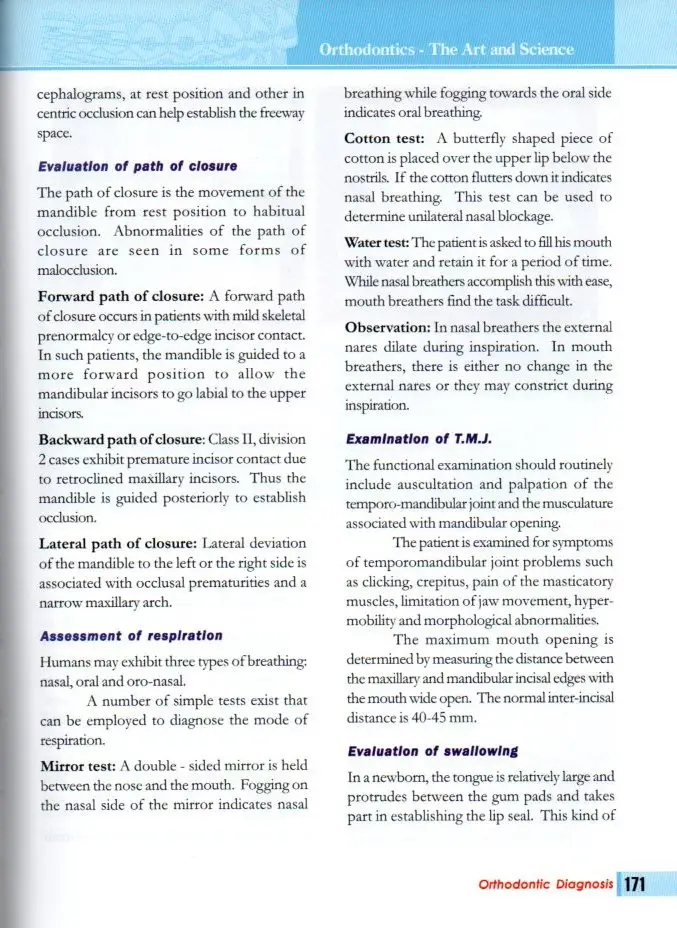 Orthodontics - The Art and Science
cephalograms, at rest position and other in
centric occlusion can help establish the freeway
space.
Evaluation of path of closure
The path of closure is the movement of the
mandible from rest position to habitual
occlusion. Abnormalities of the path of
closure are seen in some forms of
malocclusion.
Forward path of closure: A forward path
of closure occurs in patients with mild skeletal
prenormalcy or edge-to-edge incisor contact.
In such patients, the mandible is guided to a
more forward position to allow the
mandibular incisors to go labial to the upper
incisors.
Backward path of closure: Class II, division
2 cases exhibit premature incisor contact due
to retroclined maxillary incisors. Thus the
mandible is guided posteriorly to establish
occlusion.
Lateral path of closure: Lateral deviation
of the mandible to the left or the right side is
associated with occlusal prematurities and a
narrow maxillary arch.
Assessment of respiration
Humans may exhibit three types of breathing:
nasal, oral and oro-nasal.
A number of simple tests exist that
can be employed to diagnose the mode of
respiration.
Mirror test: A double - sided mirror is held
between the nose and the mouth. Fogging on
the nasal side of the mirror indicates nasal
breathing while fogging towards the oral side
indicates oral breathing.
Cotton test: A butterfly shaped piece of
cotton is placed over the upper lip below the
nostrils. If the cotton flutters down it indicates
nasal breathing. This test can be used to
determine unilateral nasal blockage.
Water test: The patient is asked to fill his mouth
with water and retain it for a period of time.
While nasal breathers accomplish this with ease,
mouth breathers find the task difficult.
Observation: In nasal breathers the external
nares dilate during inspiration. In mouth
breathers, there is either no change in the
external nares or they may constrict during
inspiration.
Examination of T.M.J.
The functional examination should routinely
include auscultation and palpation of the
temporo-mandibular joint and the musculature
associated with mandibular opening.
The patient is examined for symptoms
of temporomandibular joint problems such
as clicking, crepitus, pain of the masticatory
muscles, limitation of jaw movement, hyper-
mobility and morphological abnormalities.
The maximum mouth opening is
determined by measuring the distance between
the maxillary and mandibular incisal edges with
the mouth wide open. The normal inter-incisal
distance is 40-45 mm.
Evaluation of swallowing
In a newborn, the tongue is relatively large and
protrudes between the gum pads and takes
part in establishing the lip seal. This kind of
Orthodontic Diagnosis 171